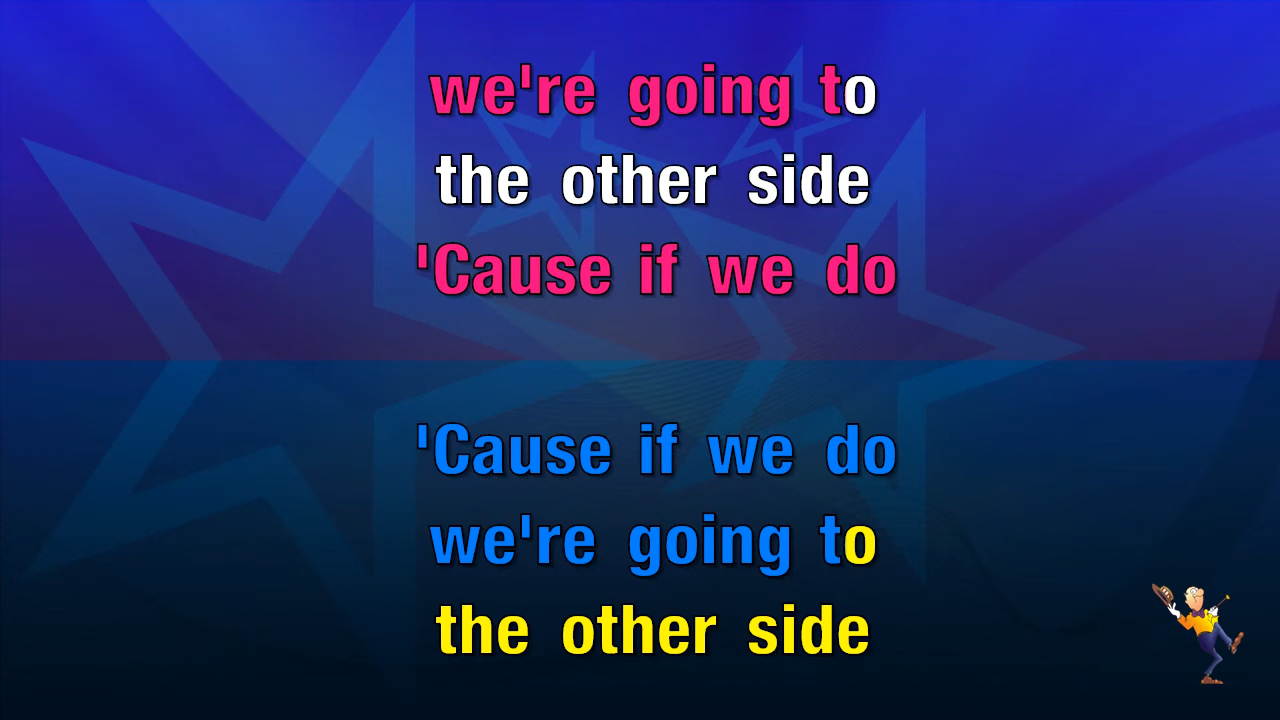 we're going to
the other side
'Cause if we do
'Cause if we do
we're going to
the other side